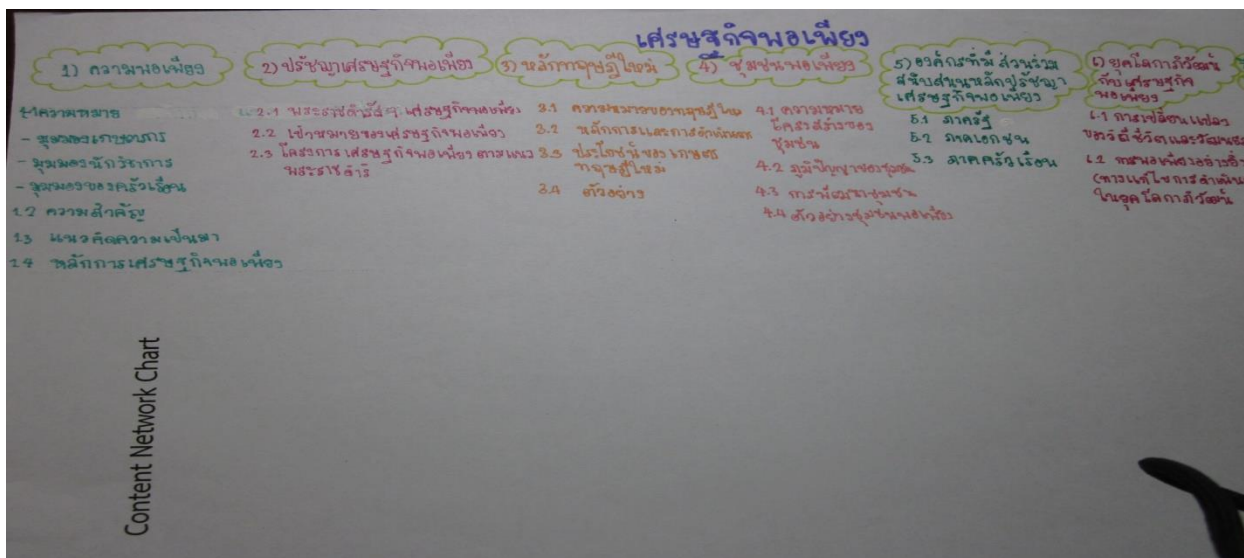 เศรษฐกิจพอเพียง
1) ความพอเพียง
1.1 ความหมาย
- มุมมองเกษตรกร
- มุมมองนักวิชาการ
- มุมมองของครัวเรือน
1.2 ความสำคัญ
1.3 แนวคิดความเป็นมา
1.4 หลักการเศรษฐกิจพอเพียง
2) ปรัชญาเศรษฐกิจพอเพียง
2.1 พระราชดำรัสฯ เศรษฐกิจพอเพียง
2.2 เป้าหมายของเศรษฐกิจพอเพียง
2.3 โครงการเศรษฐกิจพอเพียงตามแนว
พระราชดำริ
3) หลักทฤษฎีใหม่
3.1 ความหมายของทฤษฎีใหม่
3.2 หลักการและการดำเนินงาน
3.3 ประโยชน์ของเกษตร
ทฤษฎีใหม่
3.4 ตัวอย่าง
4) ชุมชนพอเพียง
4.1 ความหมาย
โครงสร้างของ
ชุมชน
4.2 ภูมิปัญญาของชุมชน
4.3 การพัฒนาชุมชน
4.4 ตัวอย่างชุมชนพอเพียง
5) องค์กรที่มีส่วนร่วม
สนับสนุนหลักปรัชญา
เศรษฐกิจพอเพียง
5.1 ภาครัฐ
5.2 ภาคเอกชน
5.3 ภาคครัวเรือน
6) ยุคโลกาภิวัฒน์
กับเศรษฐกิจ
พอเพียง
6.1 การเปลี่ยนแปลง
ของวิถีชีวิตและวัฒนธร
6.2 การพอเพียงอย่างยั่
(ทางแก้ไขการดำเนิน
ในยุคโลกาภิวัฒน์
Content Network Chart